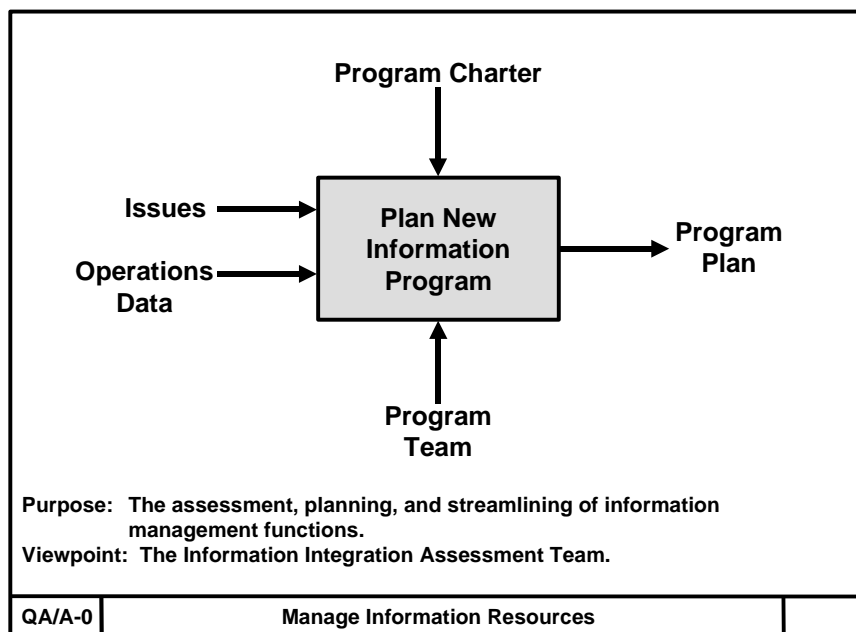 Program Charter
Issues
Operations
Data
Plan New
Information
Program
Program
Plan
Program
Team
Purpose: The assessment, planning, and streamlining of information
management functions.
Viewpoint: The Information Integration Assessment Team.
QA/A-0
Manage Information Resources